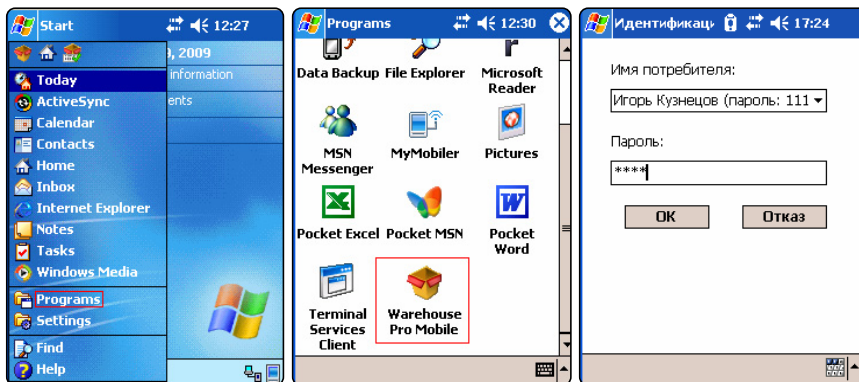 Start
12:27
, 2009
information
ents
Today
ActiveSync
Calendar
Contacts
Home
Inbox
Internet Explorer
Notes
Tasks
Windows Media
Programs
Settings
Find
Help
Programs
12:30
Data Backup
File Explorer
Microsoft
Reader
MSN
Messenger
MyMobiler
Pictures
Pocket Excel
Pocket MSN
Pocket
Word
Terminal
Services
Client
Warehouse
Pro Mobile
Идентификаци
17:24
Имя потребителя:
Игорь Кузнецов (пароль: 111
Пароль:
****
OK
Отказ